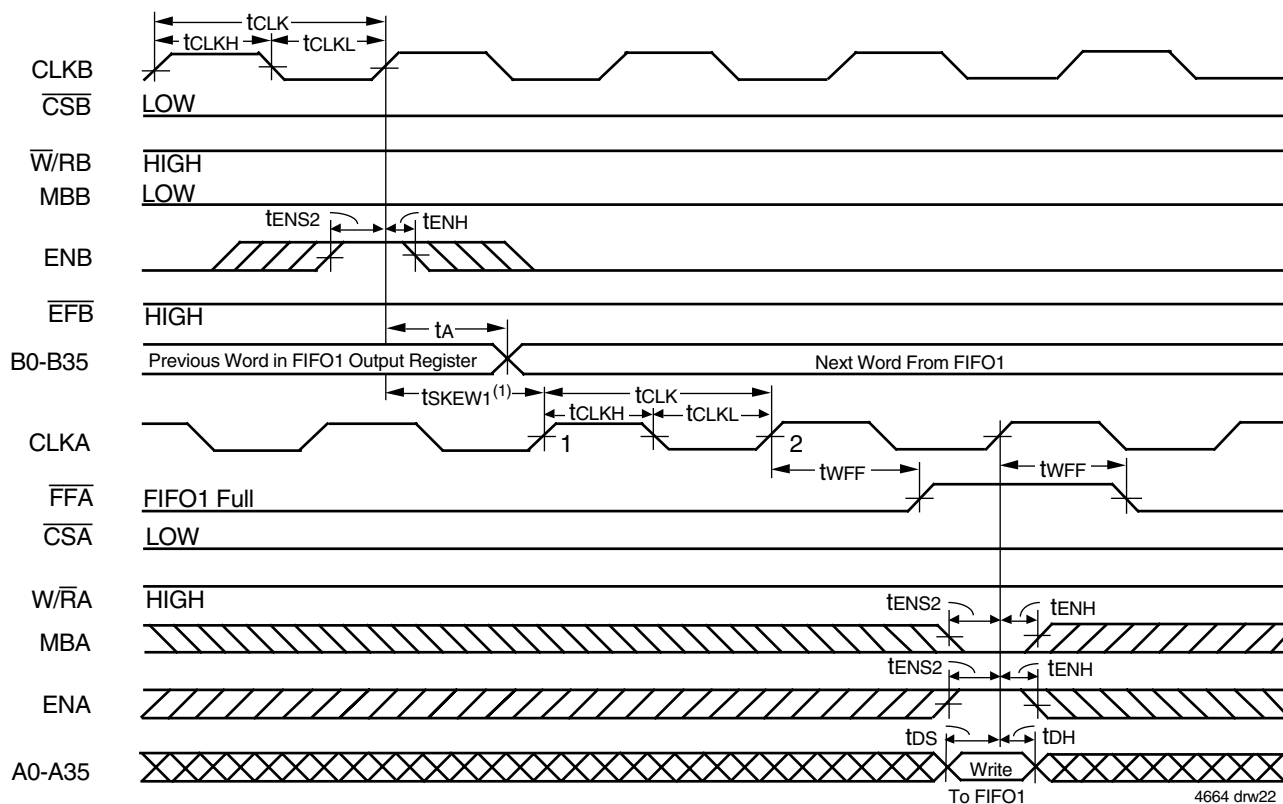 tCLK
tCLKH tCLKL
CLKB
CSB LOW
W/RB HIGH
MBB LOW
tENS2 tENH
ENB
EFB HIGH
tA
B0-B35 Previous Word in FIFO1 Output Register Next Word From FIFO1
tSKEW1(1) tCLK
tCLKH tCLKL
CLKA 1 2
tWFF tWFF
FFA FIFO1 Full
CSA LOW
W/RA HIGH
tENS2 tENH
MBA
tENS2 tENH
ENA
tDS tDH
A0-A35 Write
To FIFO1 4664 drw22